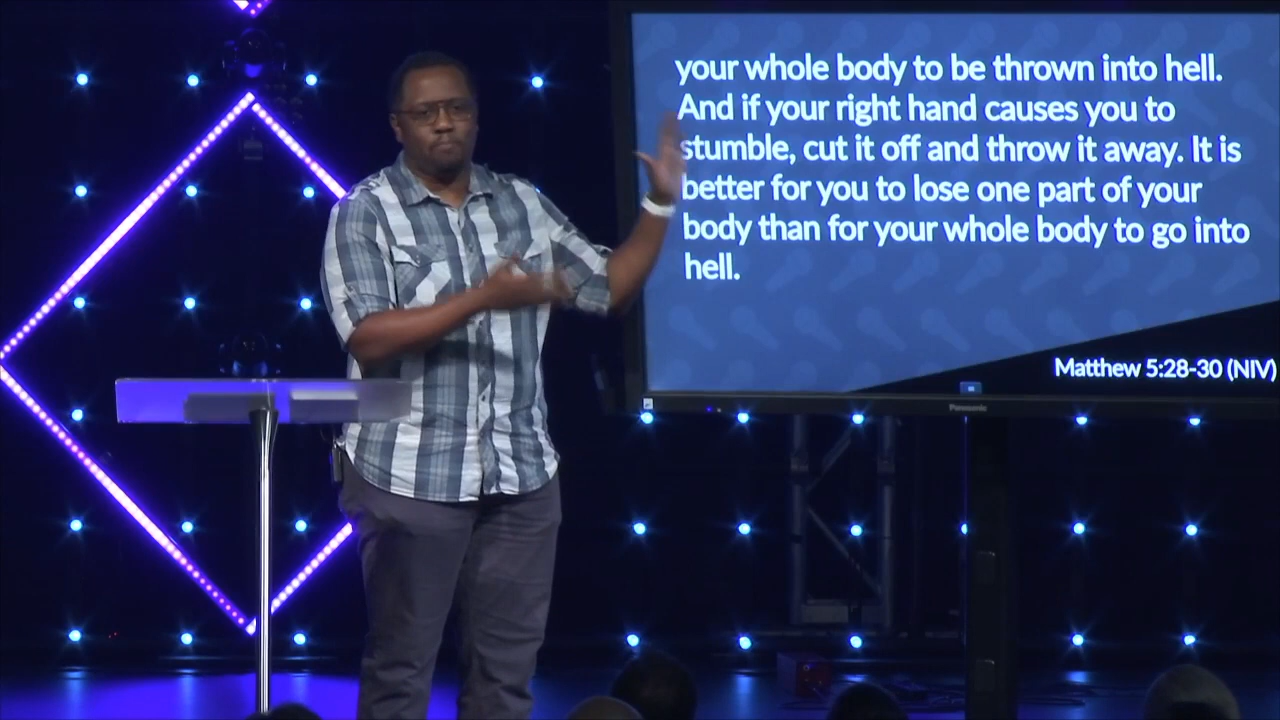 your whole body to be thrown into hell.
And if your right hand causes you to
stumble, cut it off and throw it away. It is
better for you to lose one part of your
body than for your whole body to go into
hell.
Matthew 5:28-30 (NIV)
Panasonic